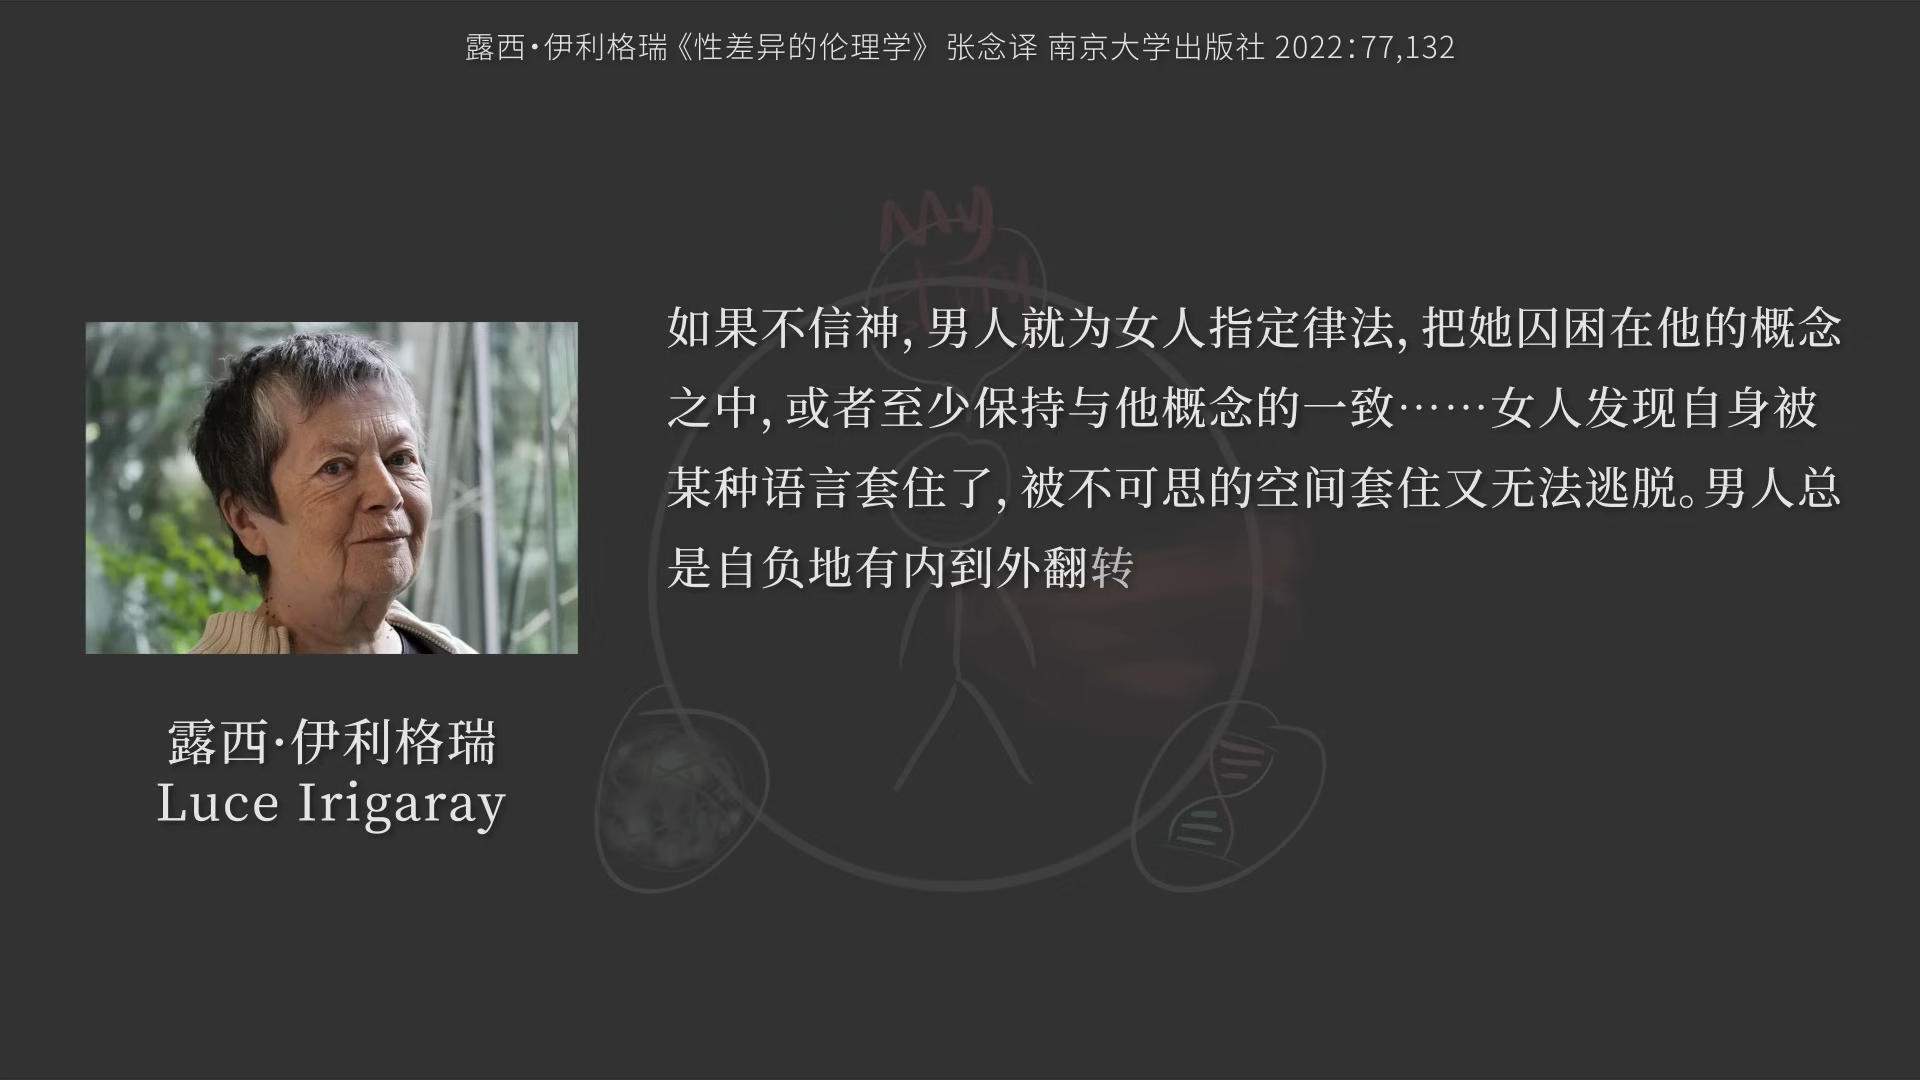 露西·伊利格瑞《性差异的伦理学》 张念译 南京大学出版社 2022:77,132
My
turn
如果不信神, 男人就为女人指定律法, 把她囚困在他的概念
之中, 或者至少保持与他概念的一致……女人发现自身被
某种语言套住了, 被不可思的空间套住又无法逃脱。男人总
是自负地有内到外翻转
露西·伊利格瑞
Luce Irigaray